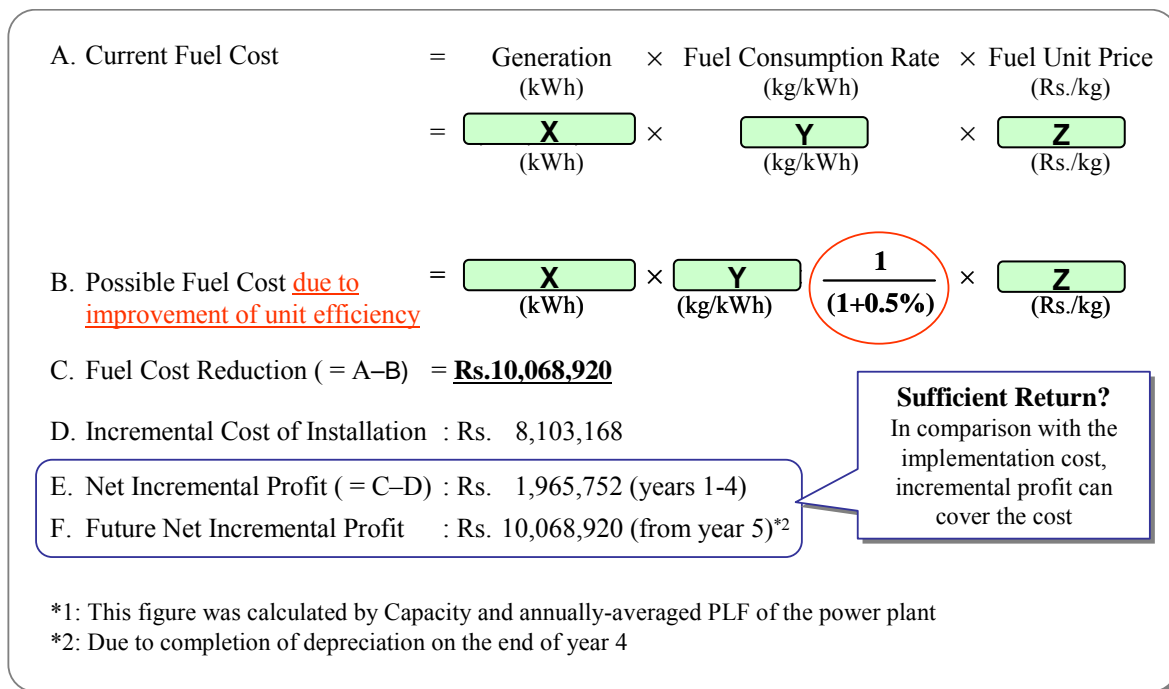 A. Current Fuel Cost = Generation × Fuel Consumption Rate × Fuel Unit Price
(kWh) (kg/kWh) (Rs./kg)
= X × Y × Z
(kWh) (kg/kWh) (Rs./kg)
B. Possible Fuel Cost due to = X × Y 1 × Z
improvement of unit efficiency (kWh) (kg/kWh) (1+0.5%) (Rs./kg)
C. Fuel Cost Reduction ( = A–B) = Rs.10,068,920
D. Incremental Cost of Installation : Rs. 8,103,168
E. Net Incremental Profit ( = C–D) : Rs. 1,965,752 (years 1-4)
F. Future Net Incremental Profit : Rs. 10,068,920 (from year 5)*2
Sufficient Return?
In comparison with the
implementation cost,
incremental profit can
cover the cost
*1: This figure was calculated by Capacity and annually-averaged PLF of the power plant
*2: Due to completion of depreciation on the end of year 4